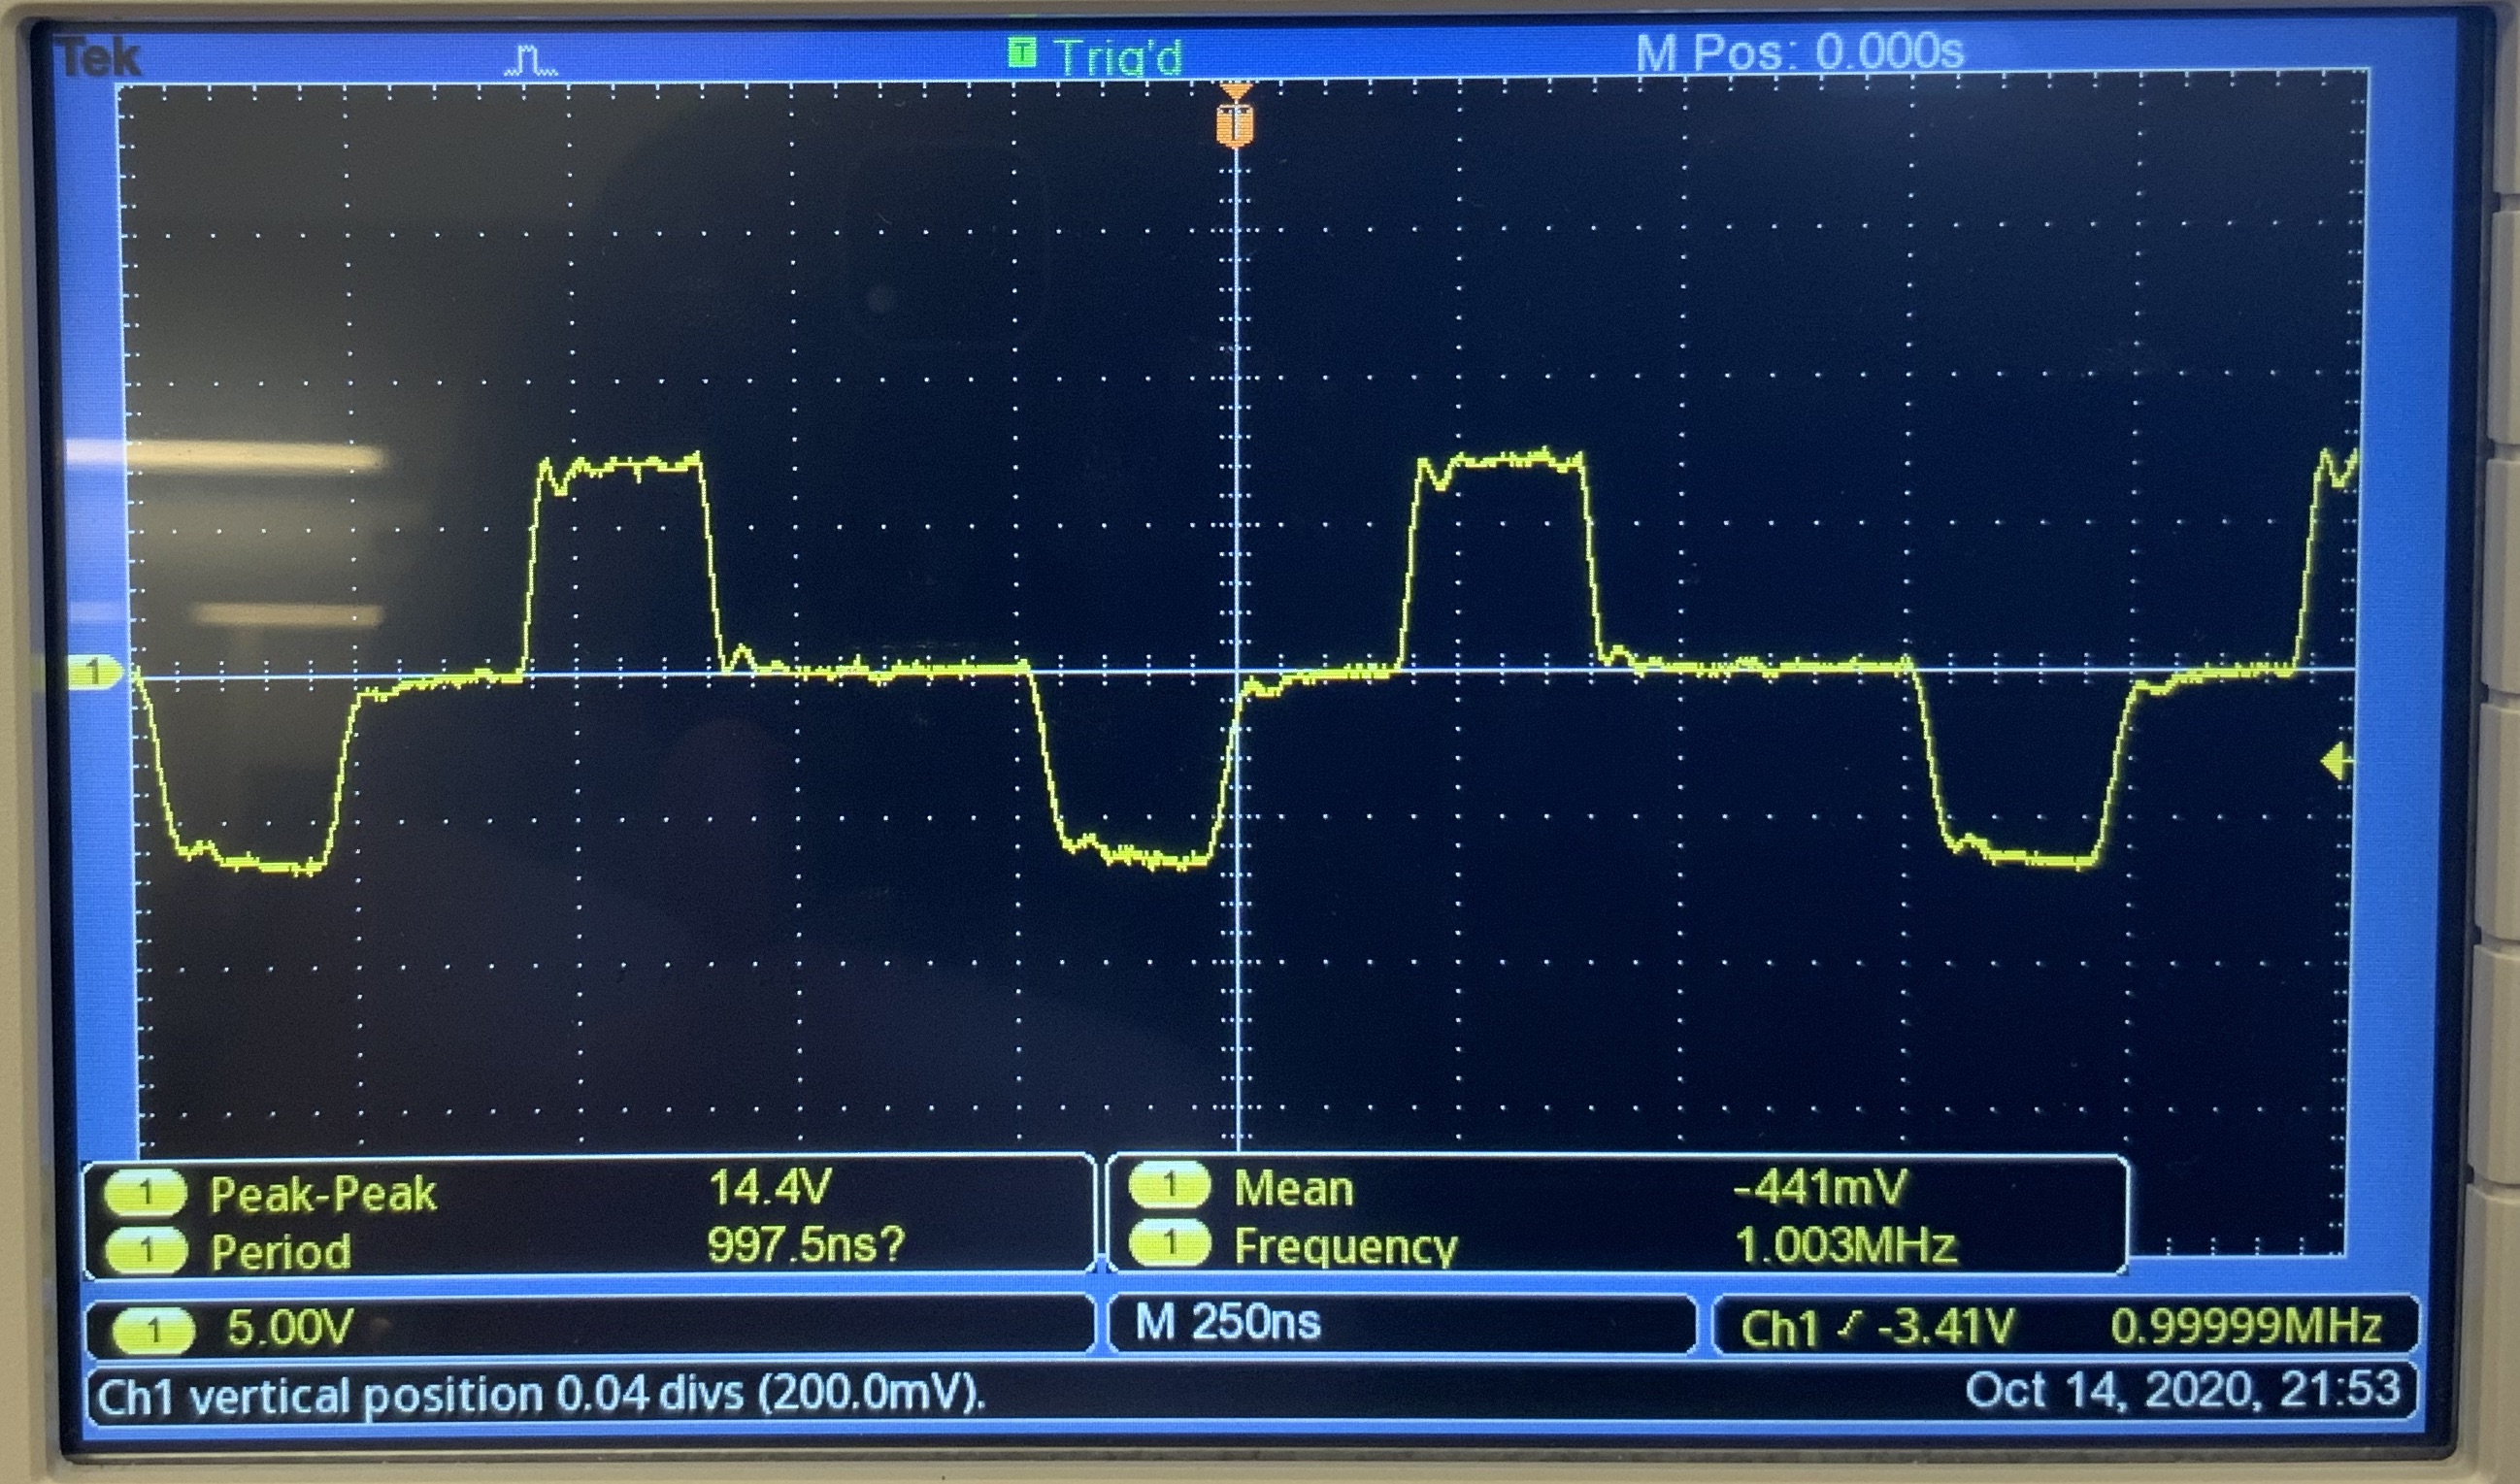 Tek T Trig'd M Pos: 0.000s
T
1
1 Peak-Peak 14.4V 1 Mean -441mV
1 Period 997.5ns? 1 Frequency 1.003MHz
1 5.00V M 250ns Ch1 -3.41V 0.99999MHz
Ch1 vertical position 0.04 divs (200.0mV). Oct 14, 2020, 21:53